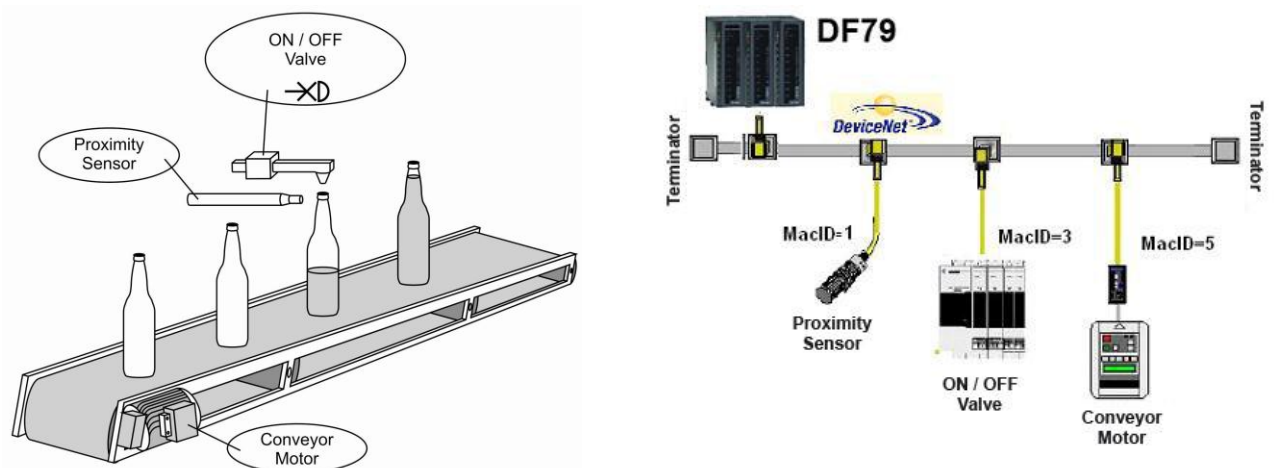 ON / OFF
Valve
Proximity
Sensor
Conveyor
Motor
DF79
DeviceNet
Terminator
Terminator
MacID=1
MacID=3
MacID=5
Proximity
Sensor
ON / OFF
Valve
Conveyor
Motor